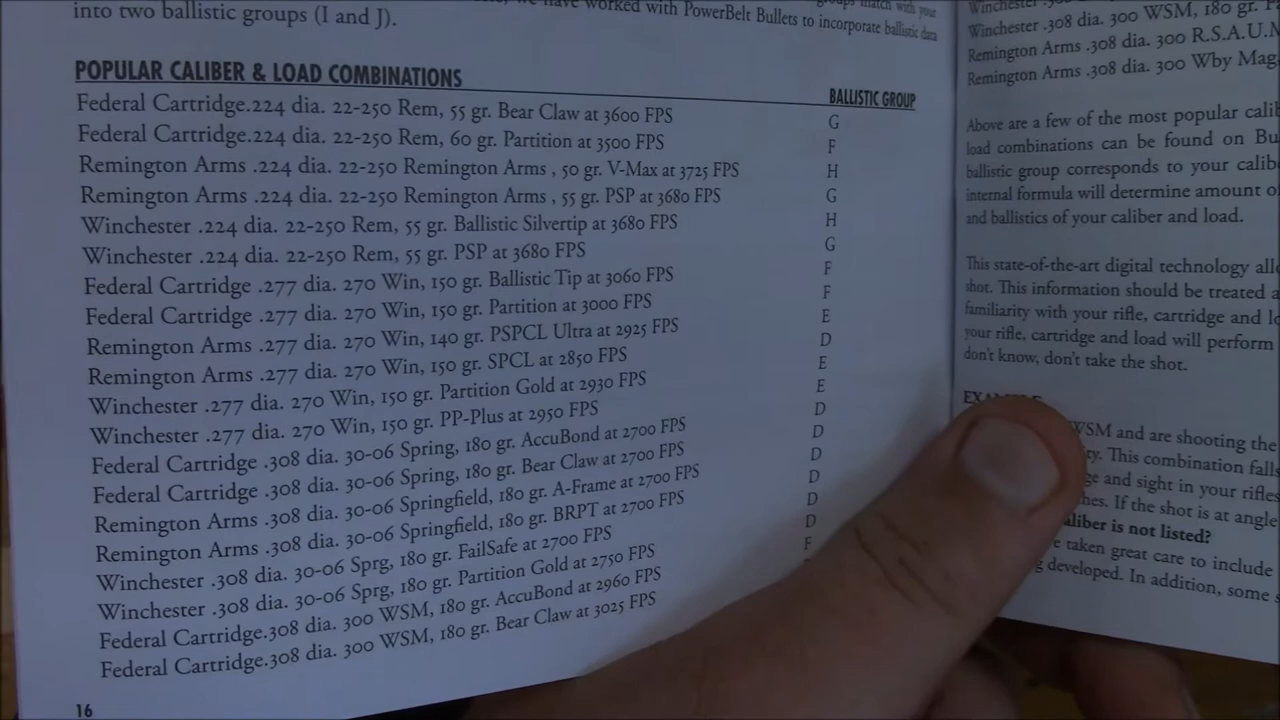 groups match with your
have worked with PowerBelt Bullets to incorporate ballistic data
into two ballistic groups (I and J).
POPULAR CALIBER & LOAD COMBINATIONS
BALLISTIC GROUP
Federal Cartridge.224 dia. 22-250 Rem, 55 gr. Bear Claw at 3600 FPS G
Federal Cartridge.224 dia. 22-250 Rem, 60 gr. Partition at 3500 FPS F
Remington Arms .224 dia. 22-250 Remington Arms , 50 gr. V-Max at 3725 FPS H
Remington Arms .224 dia. 22-250 Remington Arms , 55 gr. PSP at 3680 FPS G
Winchester .224 dia. 22-250 Rem, 55 gr. Ballistic Silvertip at 3680 FPS H
Winchester .224 dia. 22-250 Rem, 55 gr. PSP at 3680 FPS G
Federal Cartridge .277 dia. 270 Win, 150 gr. Ballistic Tip at 3060 FPS F
Federal Cartridge .277 dia. 270 Win, 150 gr. Partition at 3000 FPS F
Remington Arms .277 dia. 270 Win, 140 gr. PSPCL Ultra at 2925 FPS E
Remington Arms .277 dia. 270 Win, 150 gr. SPCL at 2850 FPS D
Winchester .277 dia. 270 Win, 150 gr. Partition Gold at 2930 FPS E
Winchester .277 dia. 270 Win, 150 gr. PP-Plus at 2950 FPS E
Federal Cartridge .308 dia. 30-06 Spring, 180 gr. AccuBond at 2700 FPS D
Federal Cartridge .308 dia. 30-06 Spring, 180 gr. Bear Claw at 2700 FPS D
Remington Arms .308 dia. 30-06 Springfield, 180 gr. A-Frame at 2700 FPS D
Remington Arms .308 dia. 30-06 Springfield, 180 gr. BRPT at 2700 FPS D
Winchester .308 dia. 30-06 Sprg, 180 gr. FailSafe at 2700 FPS D
Winchester .308 dia. 30-06 Sprg, 180 gr. Partition Gold at 2750 FPS D
Federal Cartridge.308 dia. 300 WSM, 180 gr. AccuBond at 2960 FPS F
Federal Cartridge.308 dia. 300 WSM, 180 gr. Bear Claw at 3025 FPS
16
Winchester
Winchester .308 dia. 300 WSM, 180 gr.
Remington Arms .308 dia. 300 R.S.A.U.M
Remington Arms .308 dia. 300 Wby Mag
Above are a few of the most popular cali
load combinations can be found on Bu
ballistic group corresponds to your calib
internal formula will determine amount o
and ballistics of your caliber and load.
This state-of-the-art digital technology all
shot. This information should be treated a
familiarity with your rifle, cartridge and lo
your rifle, cartridge and load will perform
don't know, don't take the shot.
WSM and are shooting the
This combination falls
and sight in your rifles
If the shot is at angle
is not listed?
taken great care to include
developed. In addition, some